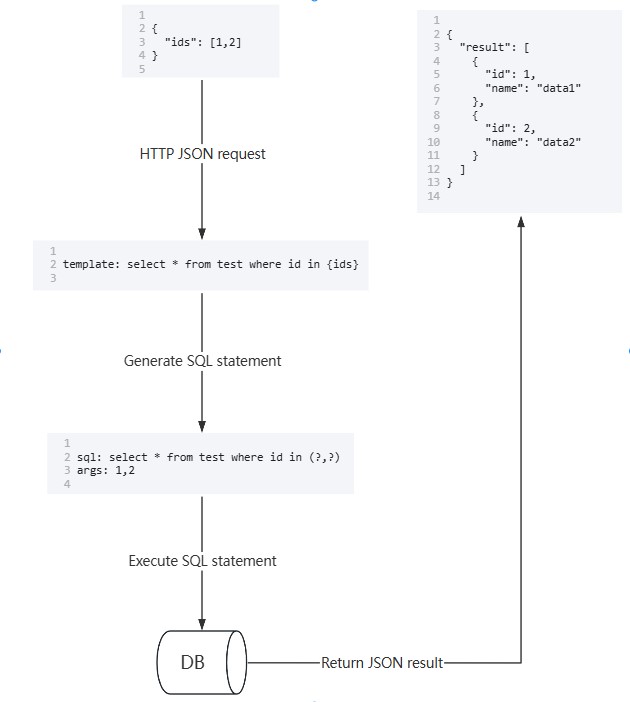 1
2 {
3   "ids": [1,2]
4 }
5
HTTP JSON request
1
2 template: select * from test where id in {ids}
3
Generate SQL statement
1
2 sql: select * from test where id in (?,?)
3 args: 1,2
4
Execute SQL statement
DB
Return JSON result
1
2 {
3   "result": [
4     {
5       "id": 1,
6       "name": "data1"
7     },
8     {
9       "id": 2,
10       "name": "data2"
11     }
12   ]
13 }
14